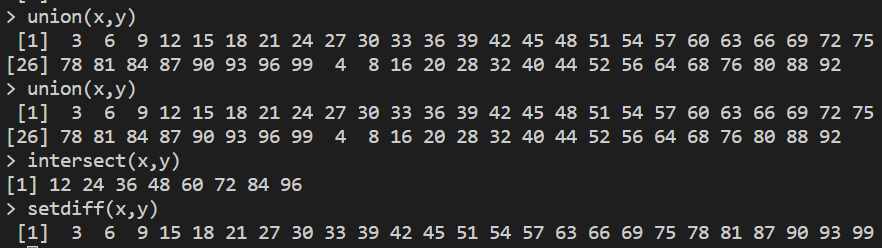 > union(x,y)
 [1]  3  6  9 12 15 18 21 24 27 30 33 36 39 42 45 48 51 54 57 60 63 66 69 72 75
[26] 78 81 84 87 90 93 96 99  4  8 16 20 28 32 40 44 52 56 64 68 76 80 88 92
> union(x,y)
 [1]  3  6  9 12 15 18 21 24 27 30 33 36 39 42 45 48 51 54 57 60 63 66 69 72 75
[26] 78 81 84 87 90 93 96 99  4  8 16 20 28 32 40 44 52 56 64 68 76 80 88 92
> intersect(x,y)
[1] 12 24 36 48 60 72 84 96
> setdiff(x,y)
 [1]  3  6  9 15 18 21 27 30 33 39 42 45 51 54 57 63 66 69 75 78 81 87 90 93 99